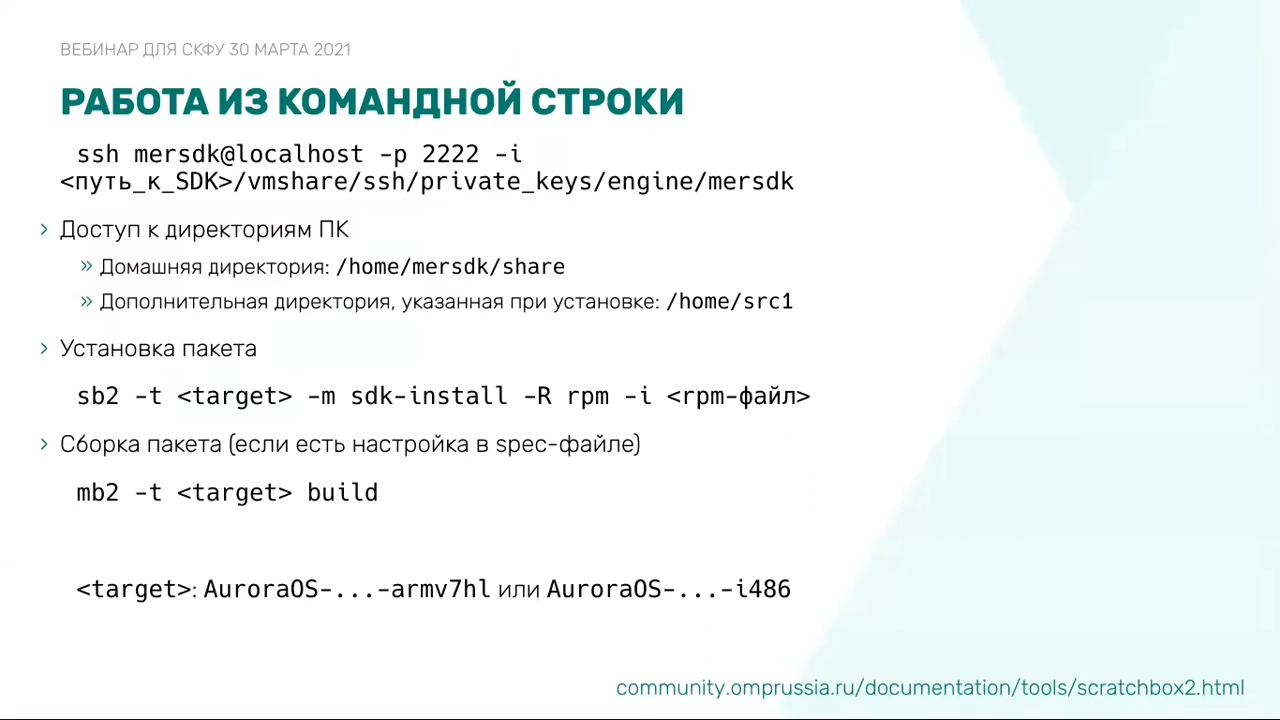 ВЕБИНАР ДЛЯ СКФУ 30 МАРТА 2021
РАБОТА ИЗ КОМАНДНОЙ СТРОКИ
ssh mersdk@localhost -p 2222 -i
<путь_к_SDK>/vmshare/ssh/private_keys/engine/mersdk
› Доступ к директориям ПК
» Домашняя директория: /home/mersdk/share
» Дополнительная директория, указанная при установке: /home/src1
› Установка пакета
sb2 -t <target> -m sdk-install -R rpm -i <rpm-файл>
› Сборка пакета (если есть настройка в spec-файле)
mb2 -t <target> build
<target>: AuroraOS-...-armv7hl или AuroraOS-...-i486
community.omprussia.ru/documentation/tools/scratchbox2.html